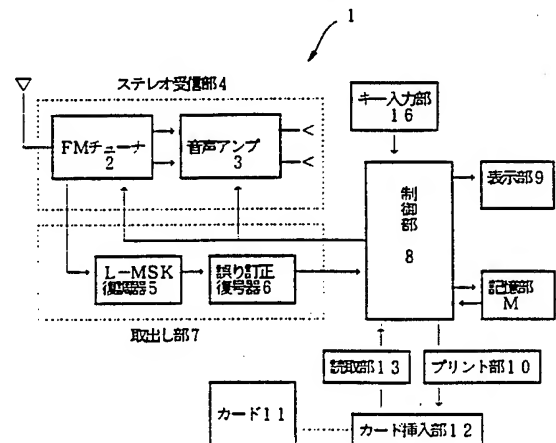 1
ステレオ受信部4
FMチューナ
2
音声アンプ
3
キー入力部
16
制御部
8
表示部9
L-MSK
復調器5
誤り訂正
復号器6
取出し部7
記憶部
M
読取部13
プリント部10
カード11
カード挿入部12